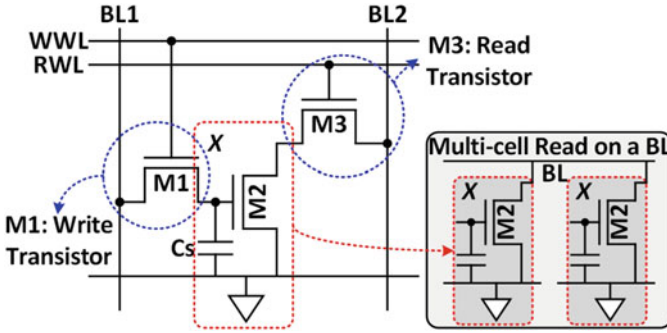 BL1
BL2
WWL
RWL
M3: Read
Transistor
M3
X
M1
M2
M1: Write
Transistor
Cs
Multi-cell Read on a BL
BL
X
X
M2
M2